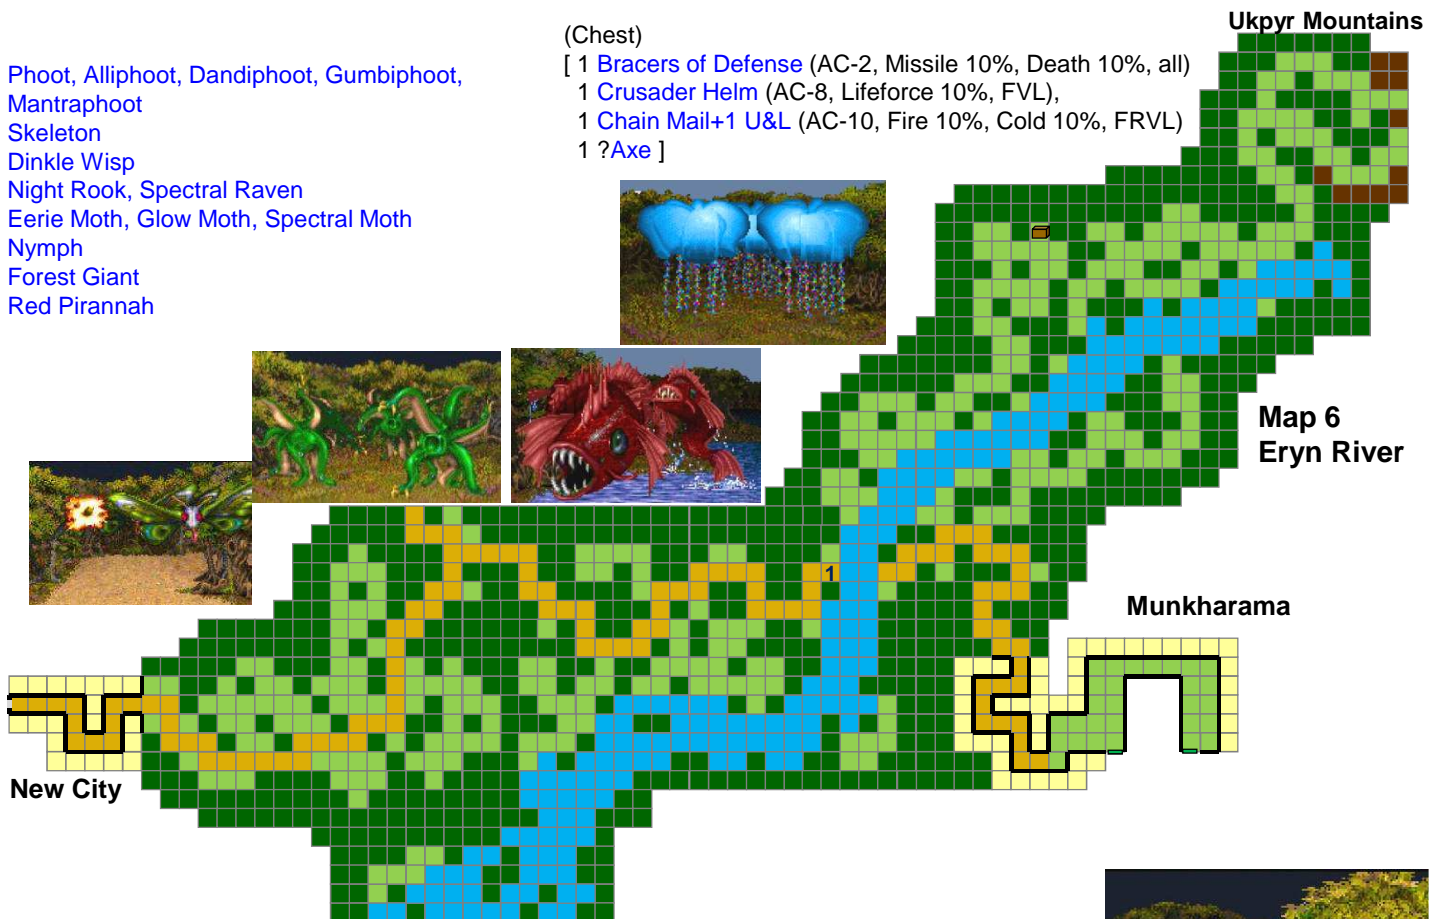 Ukpyr Mountains
(Chest)
[ 1 Bracers of Defense (AC-2, Missile 10%, Death 10%, all)
1 Crusader Helm (AC-8, Lifeforce 10%, FVL),
1 Chain Mail+1 U&L (AC-10, Fire 10%, Cold 10%, FRVL)
1 ?Axe ]
Phoot, Alliphoot, Dandiphoot, Gumbiphoot,
Mantraphoot
Skeleton
Dinkle Wisp
Night Rook, Spectral Raven
Eerie Moth, Glow Moth, Spectral Moth
Nymph
Forest Giant
Red Pirannah
Map 6
Eryn River
1
Munkharama
New City